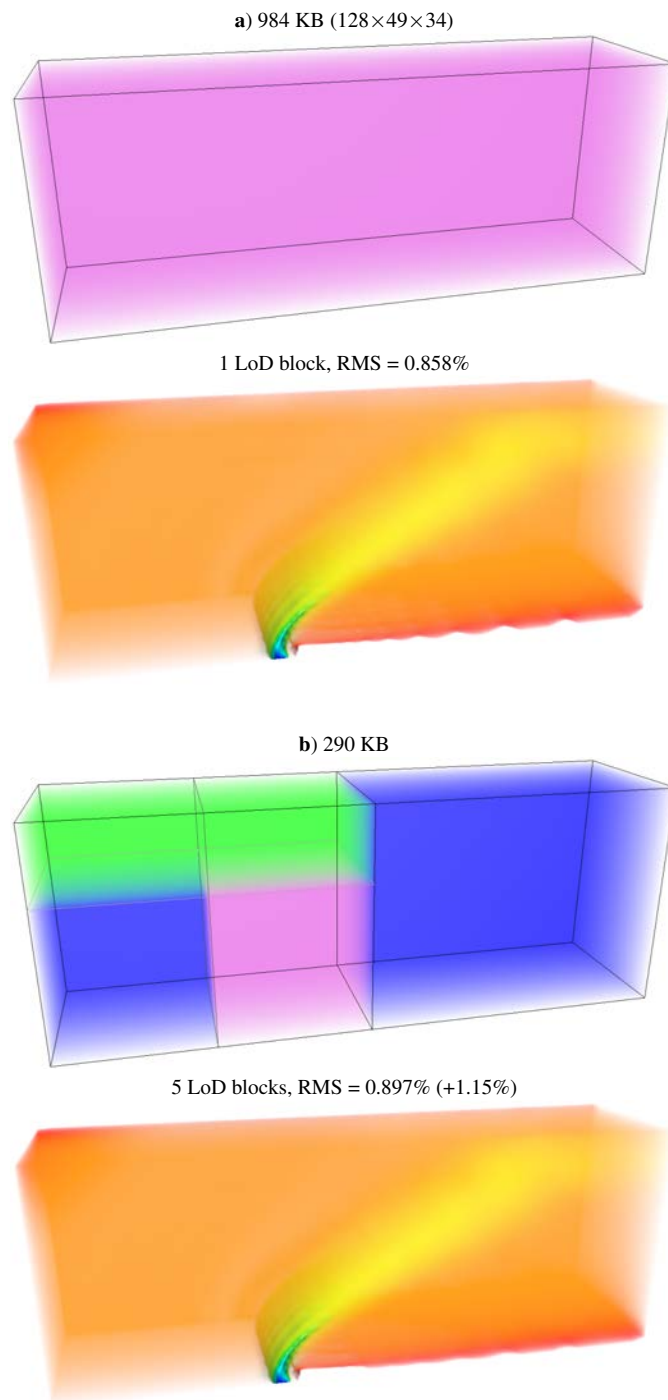 a) 984 KB (128×49×34)
1 LoD block, RMS = 0.858%
b) 290 KB
5 LoD blocks, RMS = 0.897% (+1.15%)